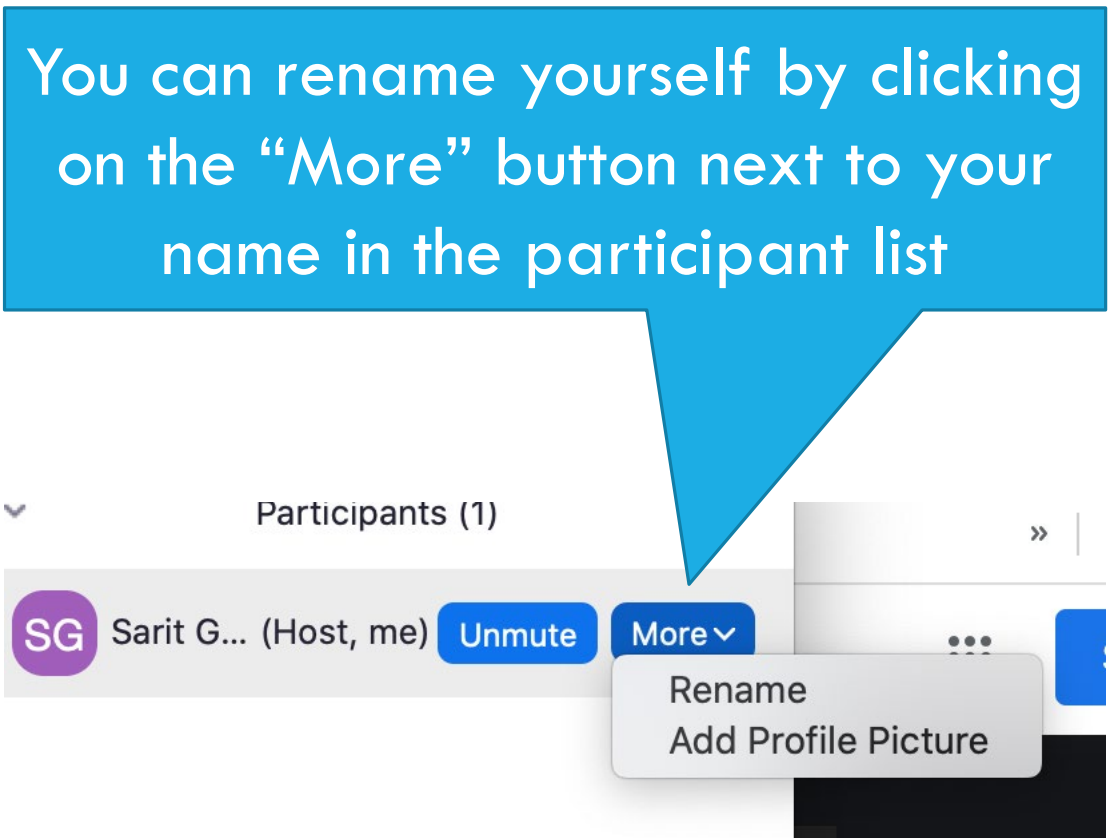 You can rename yourself by clicking
on the “More” button next to your
name in the participant list
Participants (1)
»
SG Sarit G... (Host, me) Unmute More
Rename
Add Profile Picture